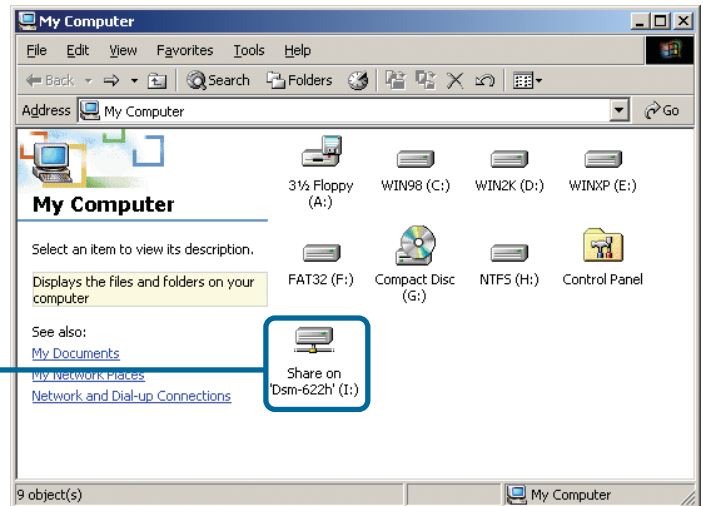 My Computer
File Edit View Favorites Tools Help
Back Search Folders
Address My Computer Go
My Computer
Select an item to view its description.
Displays the files and folders on your
computer
See also:
My Documents
My Network Places
Network and Dial-up Connections
3½ Floppy
(A:)
WIN98 (C:)
WIN2K (D:)
WINXP (E:)
FAT32 (F:)
Compact Disc
(G:)
NTFS (H:)
Control Panel
Share on
'Dsm-622h' (I:)
9 object(s) My Computer